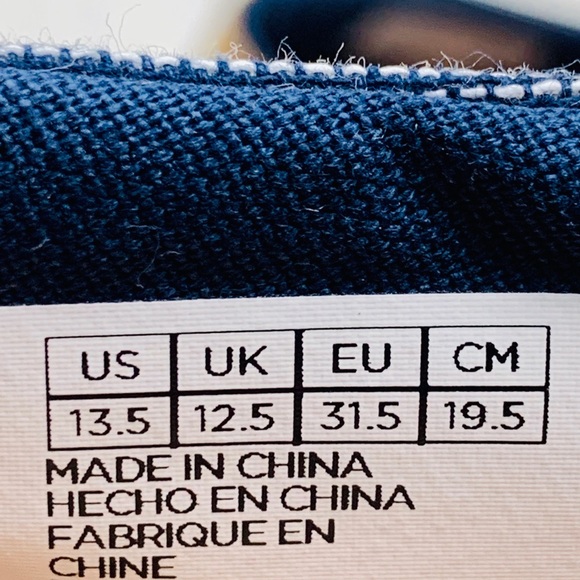 US UK EU CM
13.5 12.5 31.5 19.5
MADE IN CHINA
HECHO EN CHINA
FABRIQUE EN
CHINE